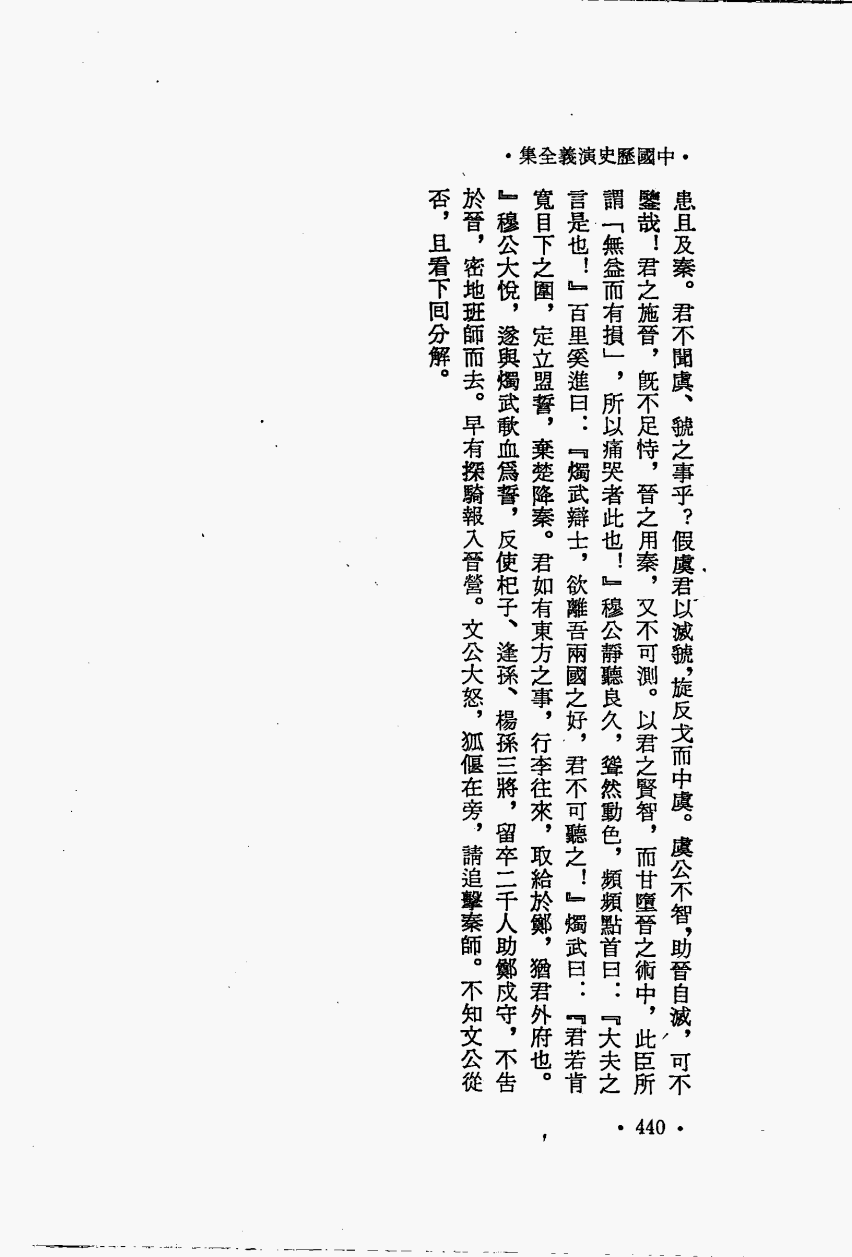 •中國歷史演義全集•
患且及秦。君不聞虞、虢之事乎？假虞君以滅虢，旋反戈而中虞。虞公不智，助晉自滅，可不
鑒哉！君之施晉，既不足恃，晉之用秦，又不可測。以君之賢智，而甘墮晉之術中，此臣所
謂「無益而有損」，所以痛哭者此也！』穆公靜聽良久，聳然動色，頻頻點首曰：『大夫之
言是也！』百里奚進曰：『燭武辯士，欲離吾兩國之好，君不可聽之！』燭武曰：『君若肯
寬目下之圍，定立盟誓，棄楚降秦。君如有東方之事，行李往來，取給於鄭，猶君外府也。
』穆公大悅，遂與燭武歃血爲誓，反使杞子、逢孫、楊孫三將，留卒二千人助鄭戍守，不告
於晉，密地班師而去。早有探騎報入晉營。文公大怒，狐偃在旁，請追擊秦師。不知文公從
否，且看下回分解。
•440•